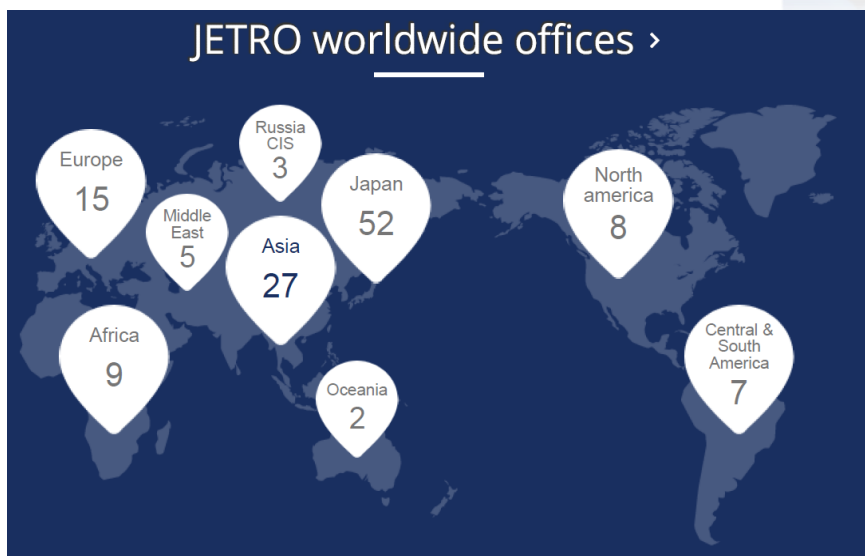 JETRO worldwide offices ›
Russia
CIS
3
Europe
15
Japan
52
North
america
8
Middle
East
5
Asia
27
Africa
9
Central &
South
America
7
Oceania
2